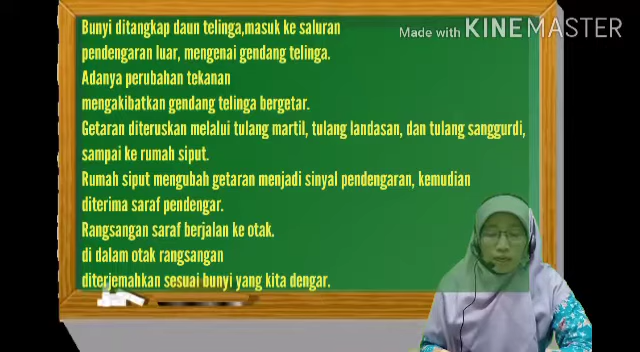 Bunyi ditangkap daun telinga,masuk ke saluran
Made with KINEMASTER
pendengaran luar, mengenai gendang telinga.
Adanya perubahan tekanan
mengakibatkan gendang telinga bergetar.
Getaran diteruskan melalui tulang martil, tulang landasan, dan tulang sanggurdi,
sampai ke rumah siput.
Rumah siput mengubah getaran menjadi sinyal pendengaran, kemudian
diterima saraf pendengar.
Rangsangan saraf berjalan ke otak.
di dalam otak rangsangan
diterjemahkan sesuai bunyi yang kita dengar.